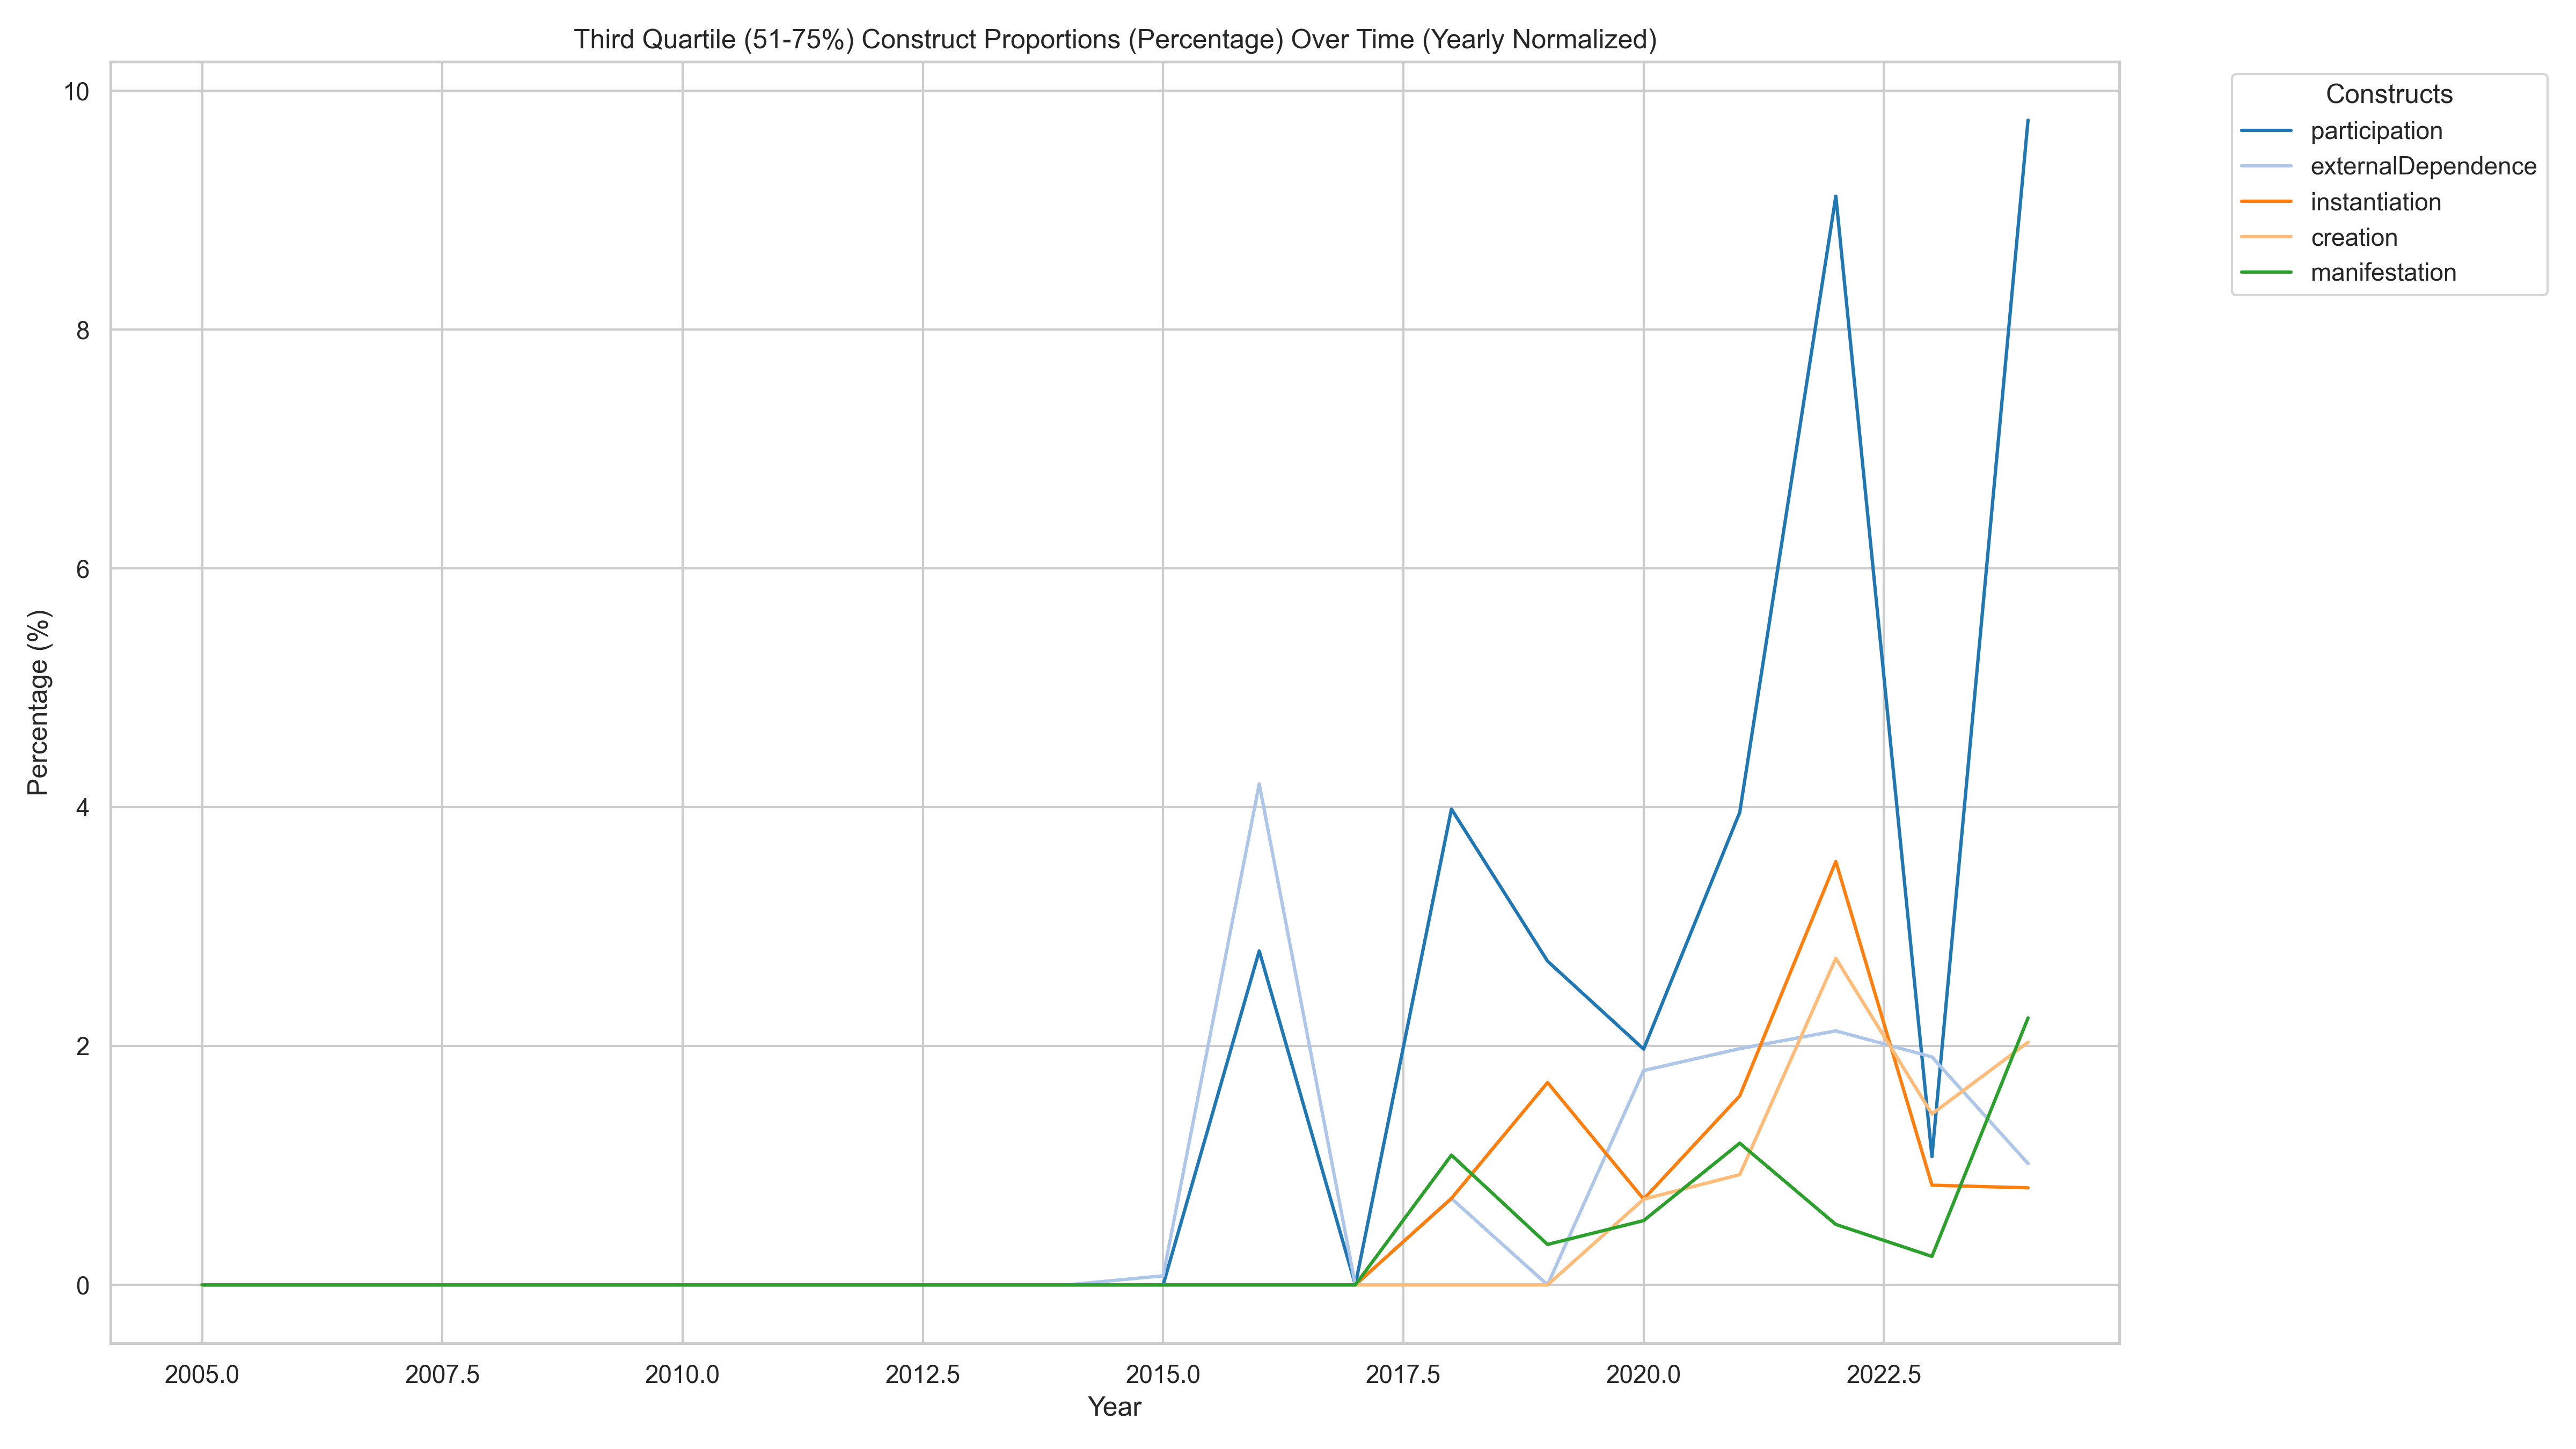 Third Quartile (51-75%) Construct Proportions (Percentage) Over Time (Yearly Normalized)
10
8
6
4
2
0
Percentage (%)
2005.0 2007.5 2010.0 2012.5 2015.0 2017.5 2020.0 2022.5
Year
Constructs
participation
externalDependence
instantiation
creation
manifestation